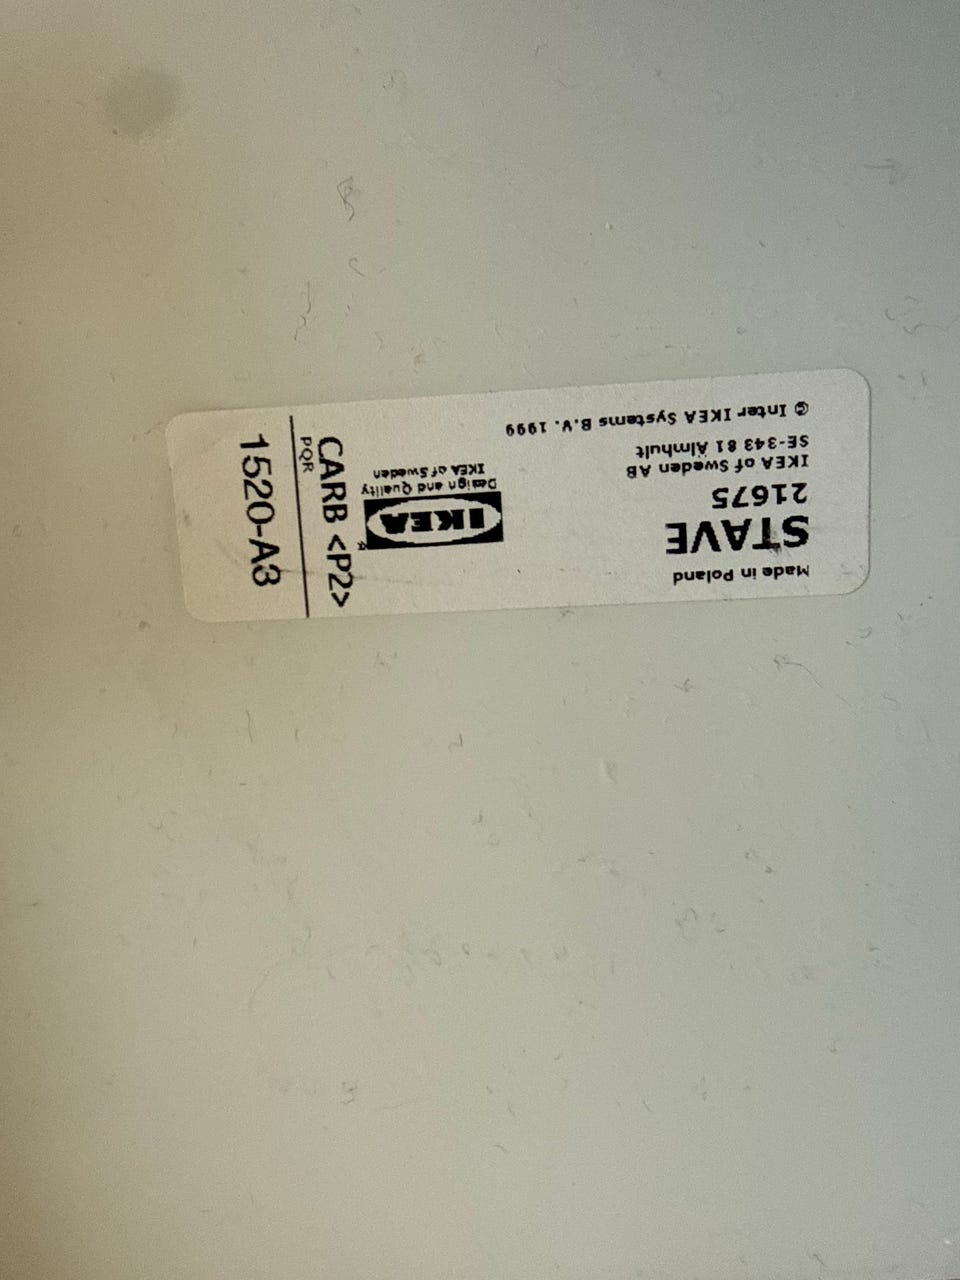 Made in Poland
STAVE
21675
IKEA of Sweden AB
SE-343 81 Älmhult
© Inter IKEA Systems B.V. 1999
IKEA®
Design and Quality
IKEA of Sweden
CARB <P2>
PQR
1520-A3